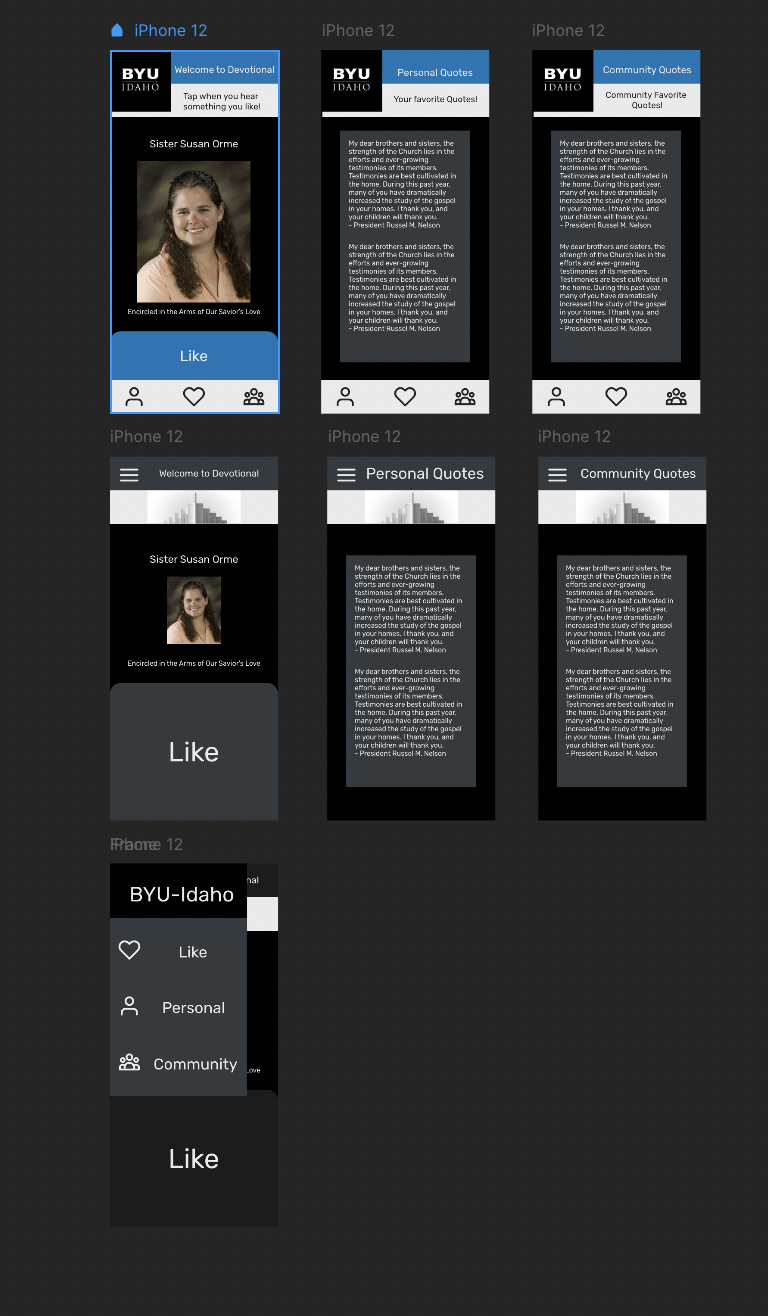 iPhone 12
BYU
IDAHO
Welcome to Devotional
Tap when you hear
something you like!
Sister Susan Orme
Encircled in the Arms of Our Savior's Love
Like
iPhone 12
BYU
IDAHO
Personal Quotes
Your favorite Quotes!
My dear brothers and sisters, the
strength of the Church lies in the
efforts and ever-growing
testimonies of its members.
Testimonies are best cultivated in
the home. During this past year,
many of you have dramatically
increased the study of the gospel
in your homes. I thank you, and
your children will thank you.
- President Russel M. Nelson
My dear brothers and sisters, the
strength of the Church lies in the
efforts and ever-growing
testimonies of its members.
Testimonies are best cultivated in
the home. During this past year,
many of you have dramatically
increased the study of the gospel
in your homes. I thank you, and
your children will thank you.
- President Russel M. Nelson
iPhone 12
BYU
IDAHO
Community Quotes
Community Favorite
Quotes!
My dear brothers and sisters, the
strength of the Church lies in the
efforts and ever-growing
testimonies of its members.
Testimonies are best cultivated in
the home. During this past year,
many of you have dramatically
increased the study of the gospel
in your homes. I thank you, and
your children will thank you.
- President Russel M. Nelson
My dear brothers and sisters, the
strength of the Church lies in the
efforts and ever-growing
testimonies of its members.
Testimonies are best cultivated in
the home. During this past year,
many of you have dramatically
increased the study of the gospel
in your homes. I thank you, and
your children will thank you.
- President Russel M. Nelson
iPhone 12
Welcome to Devotional
Sister Susan Orme
Encircled in the Arms of Our Savior's Love
Like
iPhone 12
Personal Quotes
My dear brothers and sisters, the
strength of the Church lies in the
efforts and ever-growing
testimonies of its members.
Testimonies are best cultivated in
the home. During this past year,
many of you have dramatically
increased the study of the gospel
in your homes. I thank you, and
your children will thank you.
- President Russel M. Nelson
My dear brothers and sisters, the
strength of the Church lies in the
efforts and ever-growing
testimonies of its members.
Testimonies are best cultivated in
the home. During this past year,
many of you have dramatically
increased the study of the gospel
in your homes. I thank you, and
your children will thank you.
- President Russel M. Nelson
iPhone 12
Community Quotes
My dear brothers and sisters, the
strength of the Church lies in the
efforts and ever-growing
testimonies of its members.
Testimonies are best cultivated in
the home. During this past year,
many of you have dramatically
increased the study of the gospel
in your homes. I thank you, and
your children will thank you.
- President Russel M. Nelson
My dear brothers and sisters, the
strength of the Church lies in the
efforts and ever-growing
testimonies of its members.
Testimonies are best cultivated in
the home. During this past year,
many of you have dramatically
increased the study of the gospel
in your homes. I thank you, and
your children will thank you.
- President Russel M. Nelson
iPhone 12
BYU-Idaho
nal
Like
Personal
Community
Love
Like